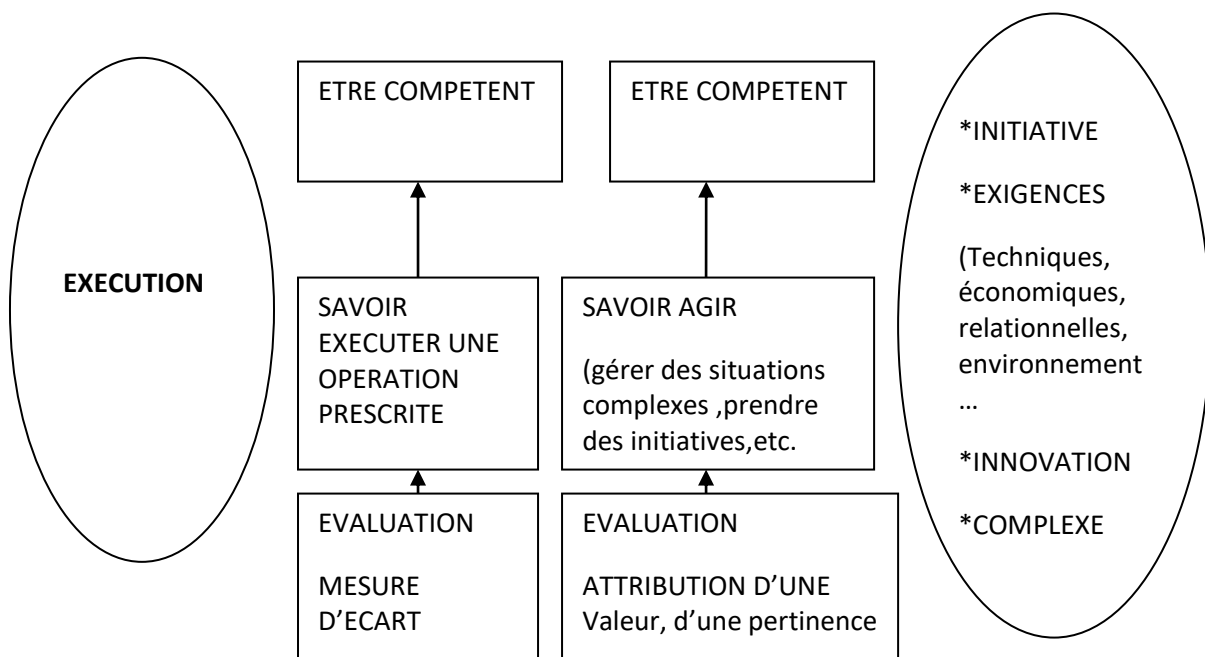 EXECUTION
ETRE COMPETENT
SAVOIR
EXECUTER UNE
OPERATION
PRESCRITE
EVALUATION
MESURE
D’ECART
ETRE COMPETENT
SAVOIR AGIR
(gérer des situations
complexes ,prendre
des initiatives,etc.
EVALUATION
ATTRIBUTION D’UNE
Valeur, d’une pertinence
*INITIATIVE
*EXIGENCES
(Techniques,
économiques,
relationnelles,
environnement
…
*INNOVATION
*COMPLEXE